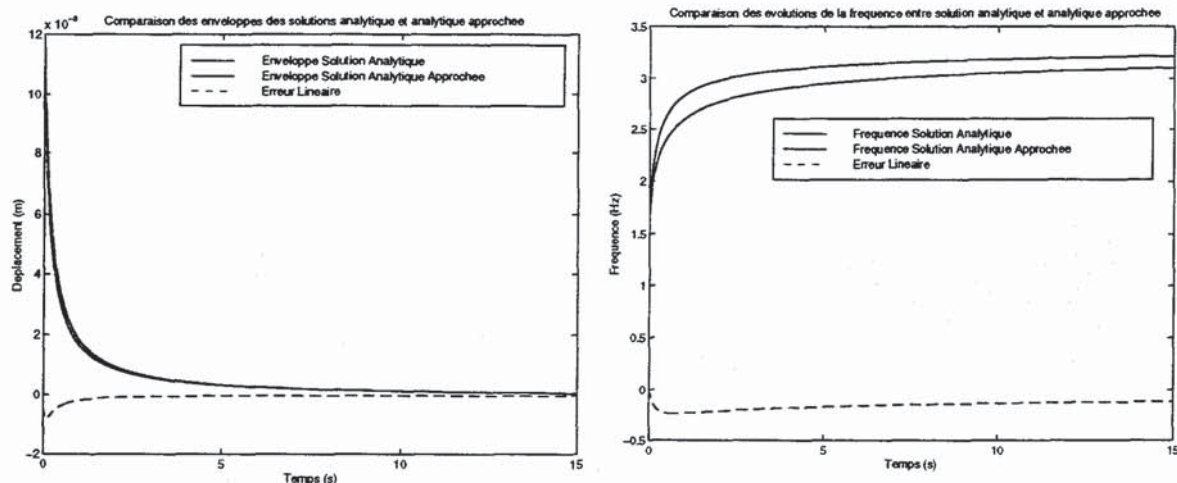 Comparaison des enveloppes des solutions analytique et analytique approchee
x 10⁻⁸
12
10
8
6
4
2
0
−2
Deplacement (m)
Enveloppe Solution Analytique
Enveloppe Solution Analytique Approchee
Erreur Lineaire
0
5
10
15
Temps (s)
Comparaison des evolutions de la frequence entre solution analytique et analytique approchee
3.5
3
2.5
2
1.5
1
0.5
0
-0.5
Frequence (Hz)
Frequence Solution Analytique
Frequence Solution Analytique Approchee
Erreur Lineaire
0
5
10
15
Temps (s)